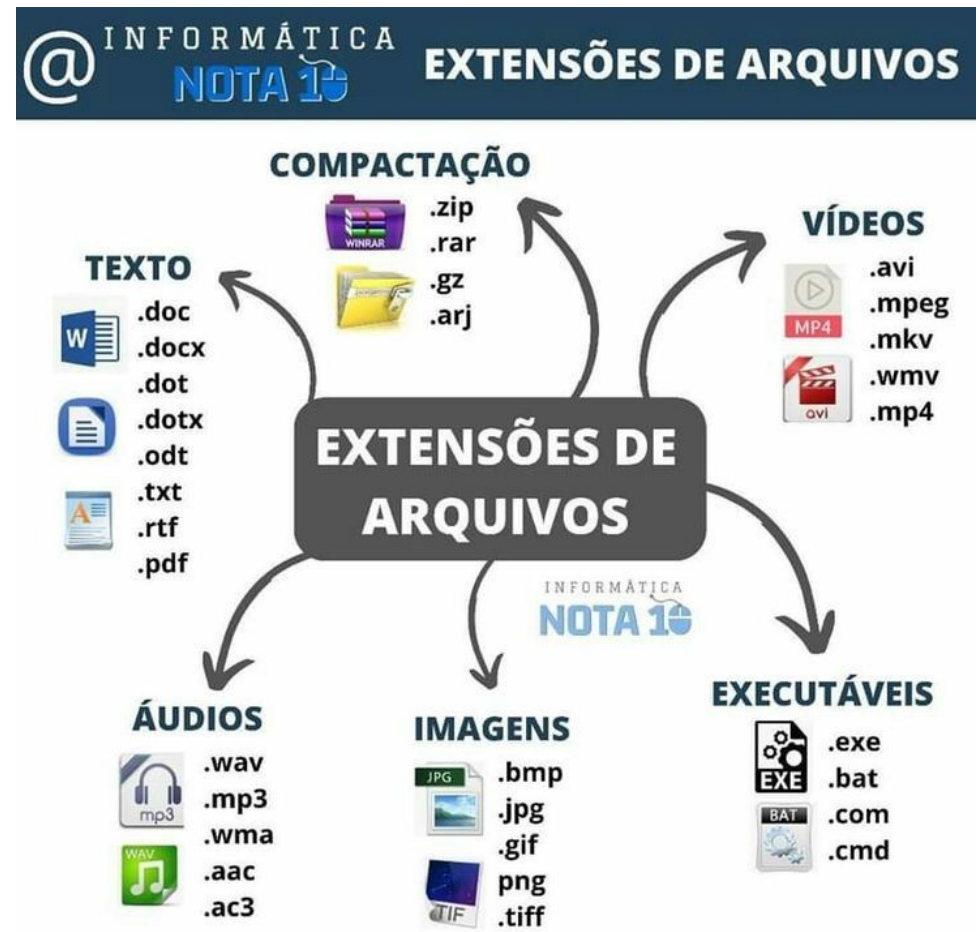 @ INFORMÁTICA
NOTA 10
EXTENSÕES DE ARQUIVOS
COMPACTAÇÃO
WINRAR
.zip
.rar
.gz
.arj
VÍDEOS
MP4
avi
.avi
.mpeg
.mkv
.wmv
.mp4
TEXTO
W
A
.doc
.docx
.dot
.dotx
.odt
.txt
.rtf
.pdf
EXTENSÕES DE
ARQUIVOS
INFORMÁTICA
NOTA 10
ÁUDIOS
mp3
WAV
.wav
.mp3
.wma
.aac
.ac3
IMAGENS
JPG
TIF
.bmp
.jpg
.gif
png
.tiff
EXECUTÁVEIS
EXE
BAT
.exe
.bat
.com
.cmd